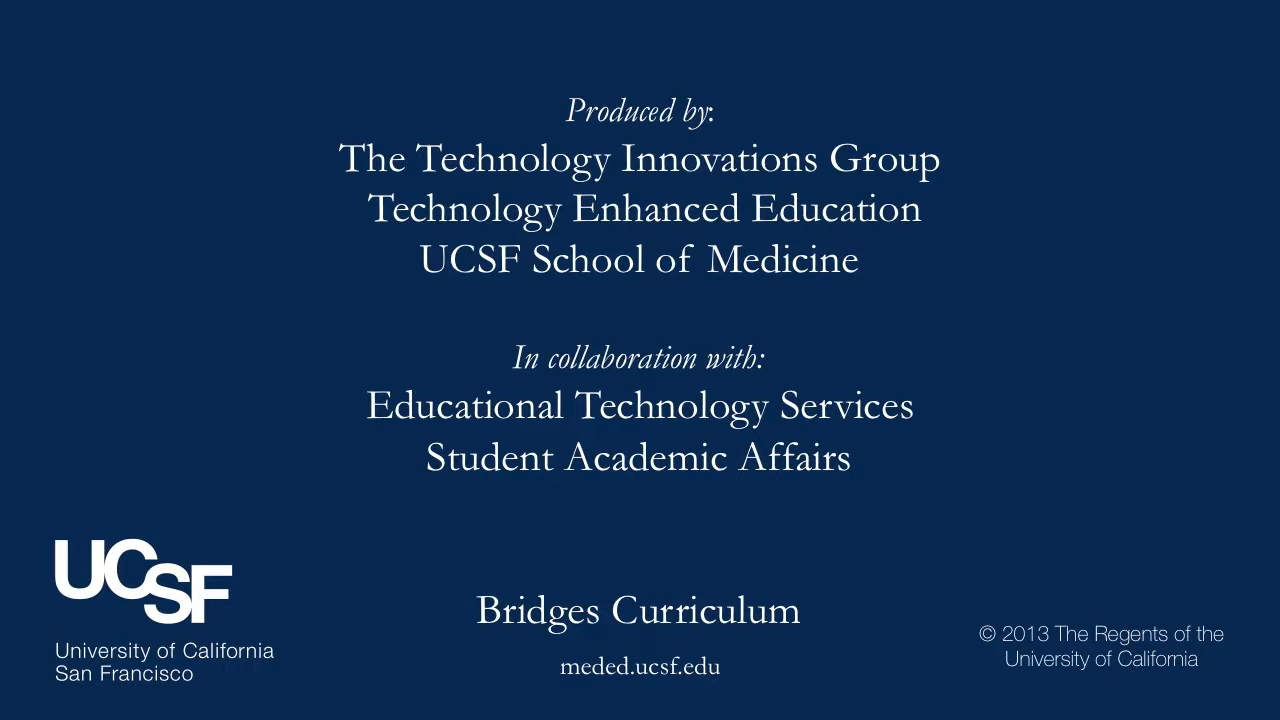 Produced by:
The Technology Innovations Group
Technology Enhanced Education
UCSF School of Medicine
In collaboration with:
Educational Technology Services
Student Academic Affairs
UCSF
University of California
San Francisco
Bridges Curriculum
meded.ucsf.edu
© 2013 The Regents of the
University of California